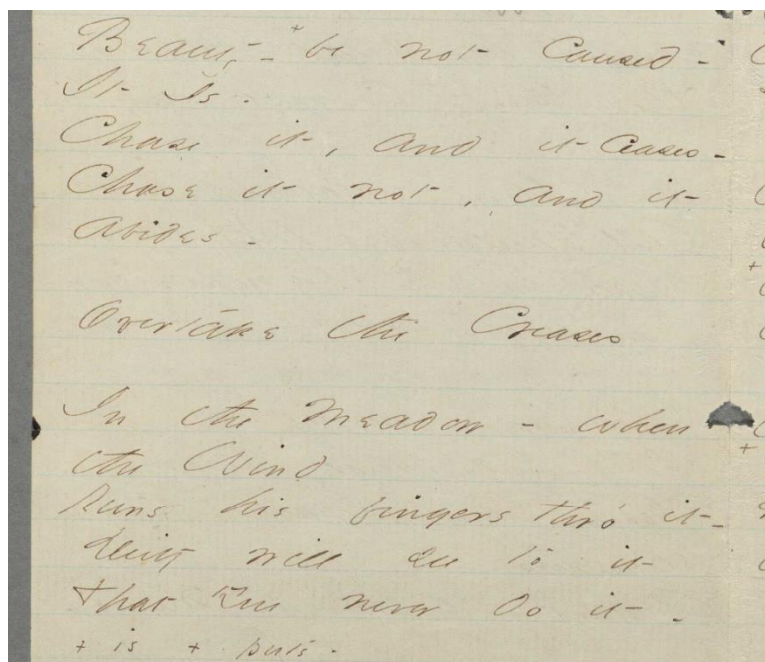 Beauty - + be not caused -
It Is -
Chase it, and it ceases -
Chase it not, and it
abides -
Overtake the Creases
In the Meadow - when
the Wind
Runs his fingers thro' it -
Deity will see to it
That You never do it -
+ is + puts -